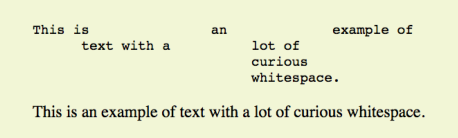 This is                an              example of
      text with a          lot of
                           curious
                           whitespace.
This is an example of text with a lot of curious whitespace.